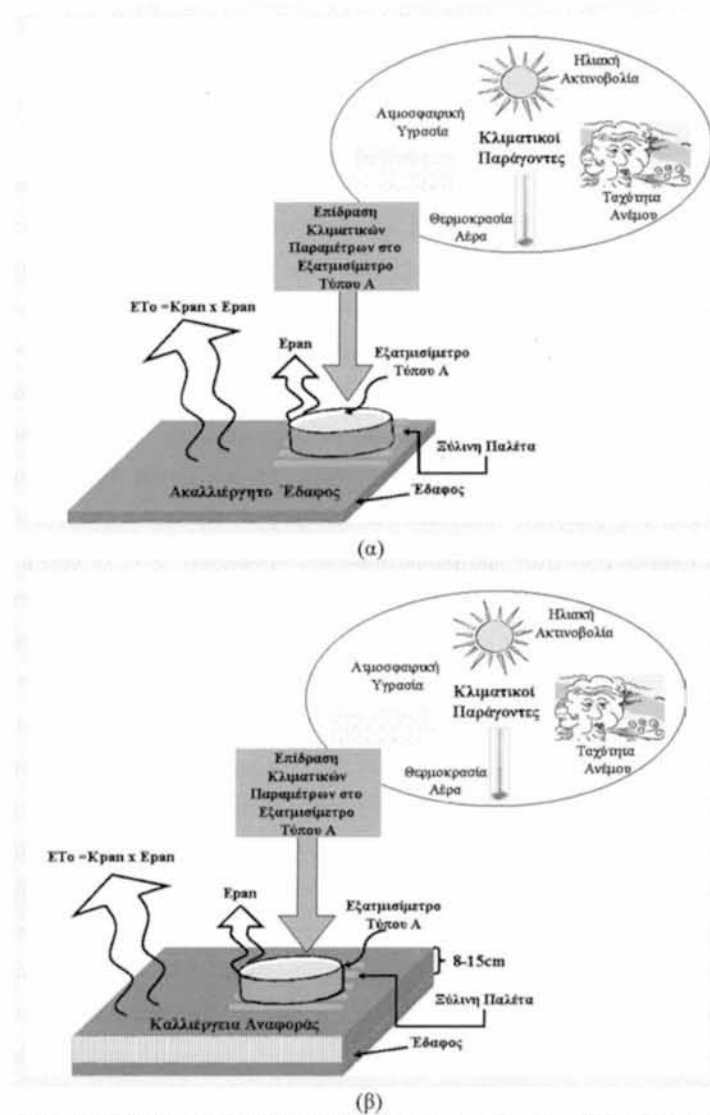 Ηλιακή
Ακτινοβολία
Ατμοσφαιρική
Υγρασία
Κλιματικοί
Παράγοντες
Ταχύτητα
Ανέμου
Θερμοκρασία
Αέρα
Επίδραση
Κλιματικών
Παραμέτρων στο
Εξατμισίμετρο
Τύπου Α
ETo =Kpan x Epan
Epan
Εξατμισίμετρο
Τύπου Α
Ξύλινη Παλέτα
Ακαλλιέργητο Έδαφος
Έδαφος
(α)
Ηλιακή
Ακτινοβολία
Ατμοσφαιρική
Υγρασία
Κλιματικοί
Παράγοντες
Ταχύτητα
Ανέμου
Θερμοκρασία
Αέρα
Επίδραση
Κλιματικών
Παραμέτρων στο
Εξατμισίμετρο
Τύπου Α
ETo =Kpan x Epan
Epan
Εξατμισίμετρο
Τύπου Α
8-15cm
Ξύλινη Παλέτα
Καλλιέργεια Αναφοράς
Έδαφος
(β)